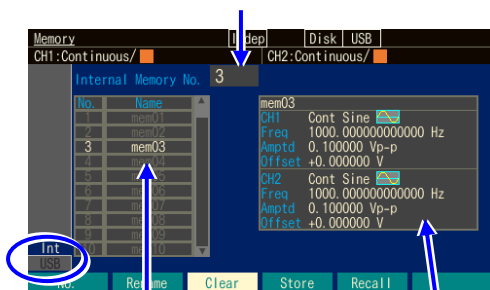 Memory Indep Disk USB
CH1:Continuous/ CH2:Continuous/
Internal Memory No. 3
No. Name
1 mem01
2 mem02
3 mem03
4 mem04
5
6
7
8 mem08
9 mem09
10 mem10
mem03
CH1 Cont Sine
Freq 1000.000000000000 Hz
Amptd 0.100000 Vp-p
Offset +0.000000 V
CH2 Cont Sine
Freq 1000.000000000000 Hz
Amptd 0.100000 Vp-p
Offset +0.000000 V
Int
USB
No. Rename Clear Store Recall